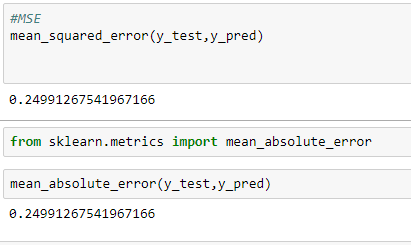 #MSE
mean_squared_error(y_test,y_pred)
0.24991267541967166
from sklearn.metrics import mean_absolute_error
mean_absolute_error(y_test,y_pred)
0.24991267541967166